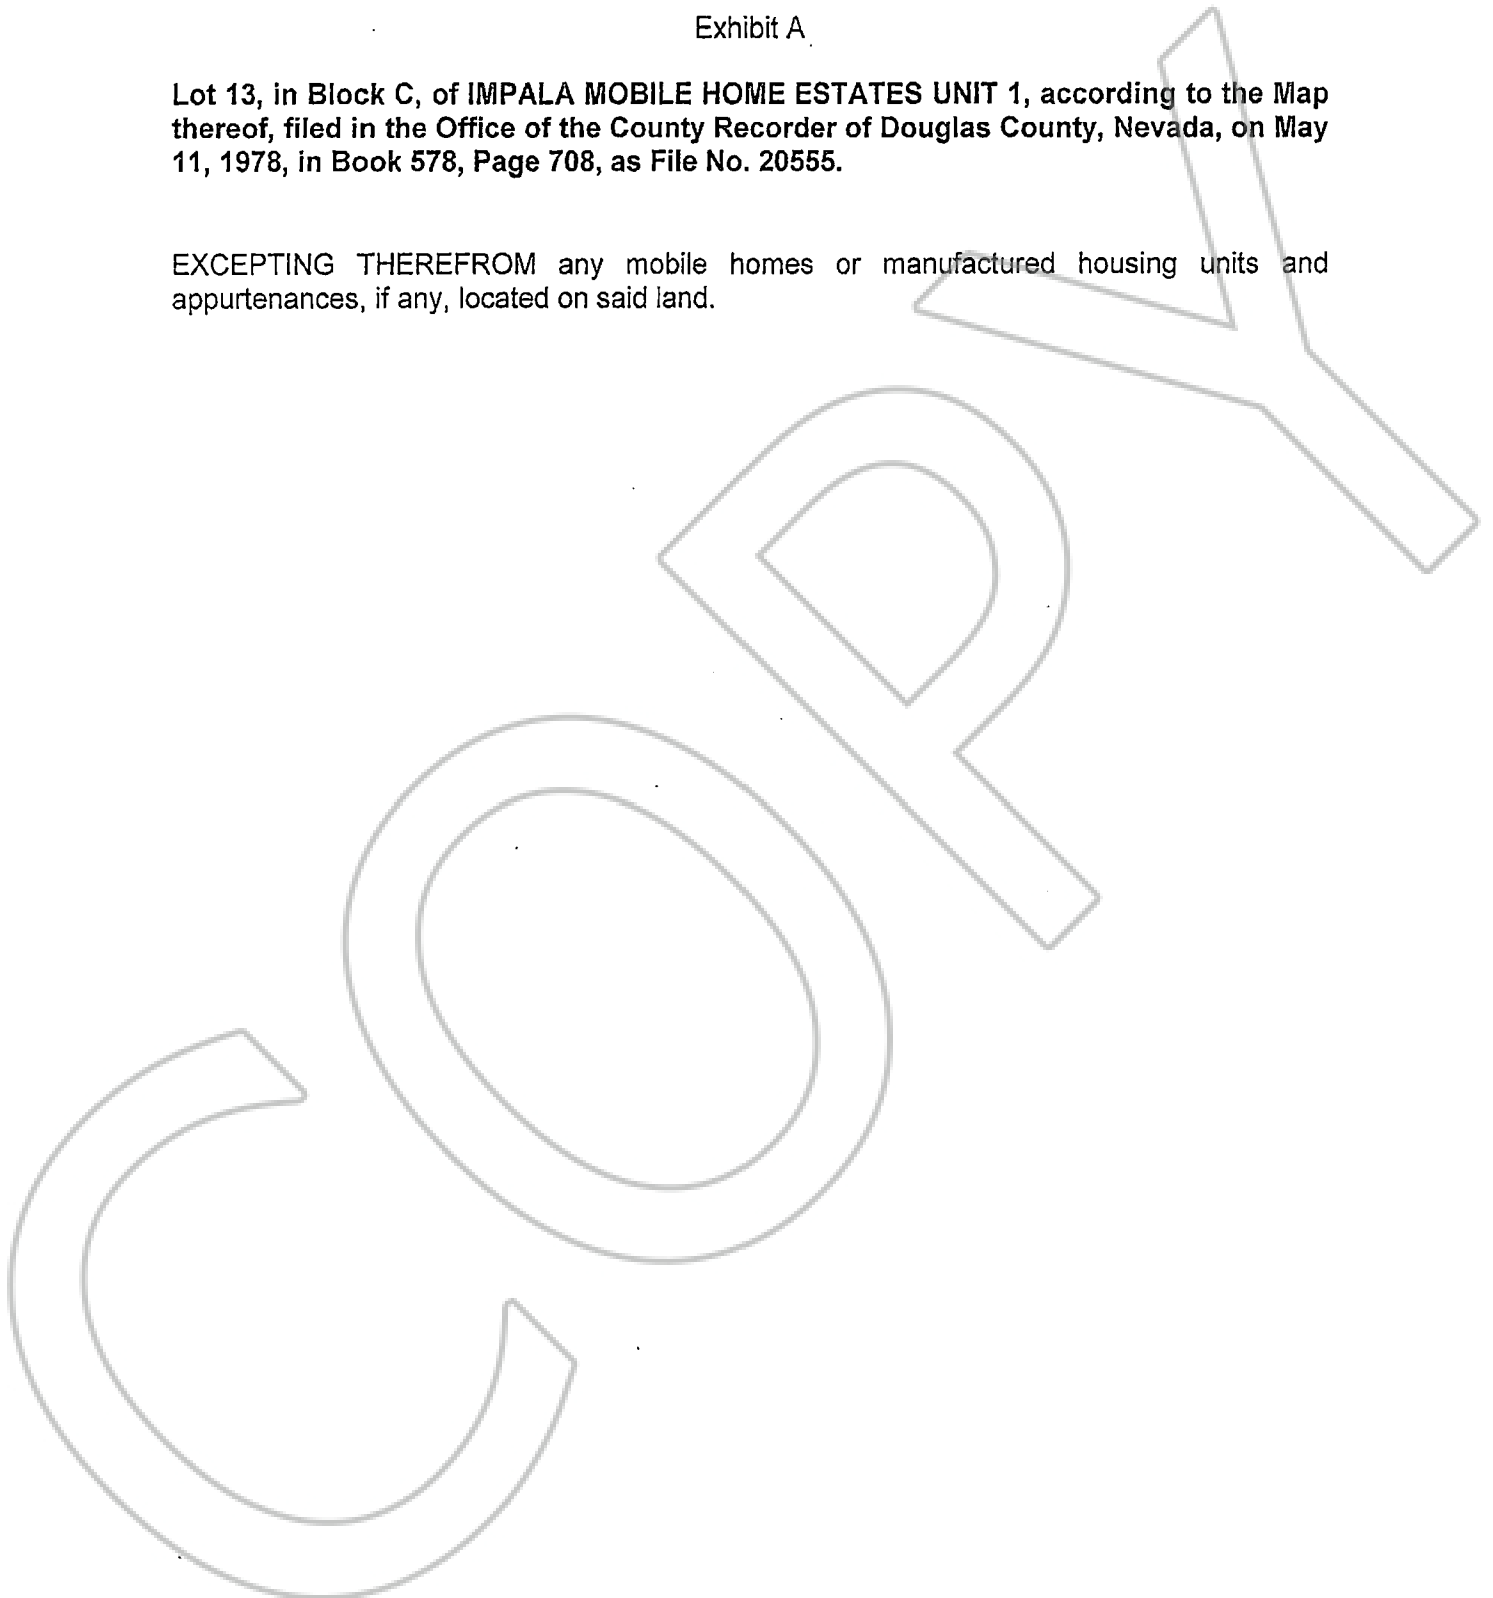 Exhibit A
Lot 13, in Block C, of IMPALA MOBILE HOME ESTATES UNIT 1, according to the Map
thereof, filed in the Office of the County Recorder of Douglas County, Nevada, on May
11, 1978, in Book 578, Page 708, as File No. 20555.
EXCEPTING THEREFROM any mobile homes or manufactured housing units and
appurtenances, if any, located on said land.
COPY